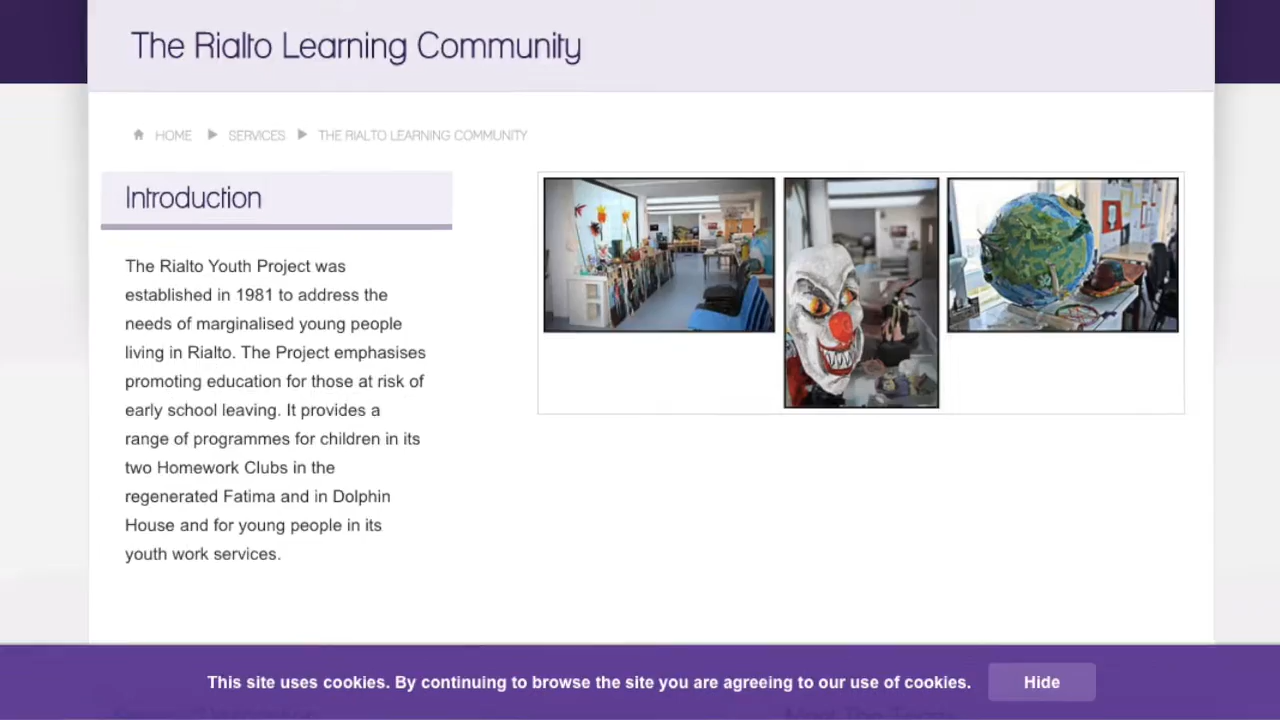 The Rialto Learning Community
HOME SERVICES THE RIALTO LEARNING COMMUNITY
Introduction
The Rialto Youth Project was
established in 1981 to address the
needs of marginalised young people
living in Rialto. The Project emphasises
promoting education for those at risk of
early school leaving. It provides a
range of programmes for children in its
two Homework Clubs in the
regenerated Fatima and in Dolphin
House and for young people in its
youth work services.
This site uses cookies. By continuing to browse the site you are agreeing to our use of cookies.
Hide